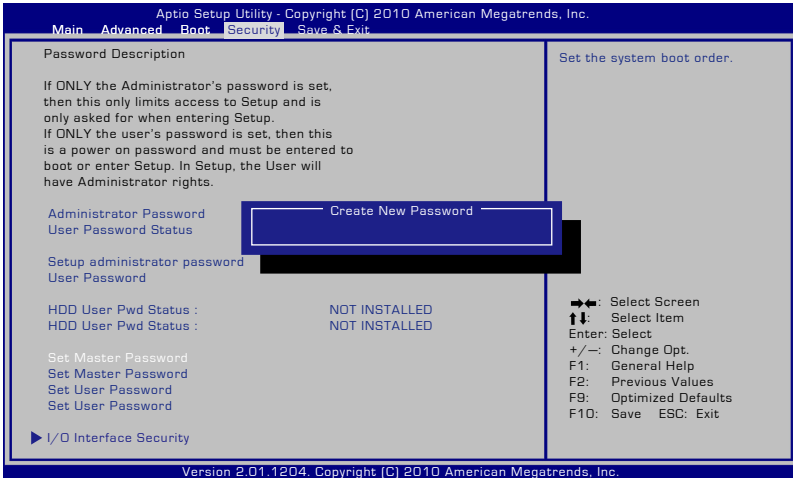 Aptio Setup Utility - Copyright (C) 2010 American Megatrends, Inc.
Main Advanced Boot Security Save & Exit
Password Description
If ONLY the Administrator's password is set,
then this only limits access to Setup and is
only asked for when entering Setup.
If ONLY the user's password is set, then this
is a power on password and must be entered to
boot or enter Setup. In Setup, the User will
have Administrator rights.
Administrator Password
User Password Status
Create New Password
Setup administrator password
User Password
HDD User Pwd Status : NOT INSTALLED
HDD User Pwd Status : NOT INSTALLED
Set Master Password
Set Master Password
Set User Password
Set User Password
I/O Interface Security
Set the system boot order.
→←: Select Screen
↑↓: Select Item
Enter: Select
+/—: Change Opt.
F1: General Help
F2: Previous Values
F9: Optimized Defaults
F10: Save ESC: Exit
Version 2.01.1204. Copyright (C) 2010 American Megatrends, Inc.